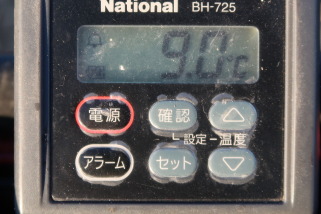 National BH-725
9.0℃
電源 確認 △
└ 設定 - 温度
アラーム セット ▽